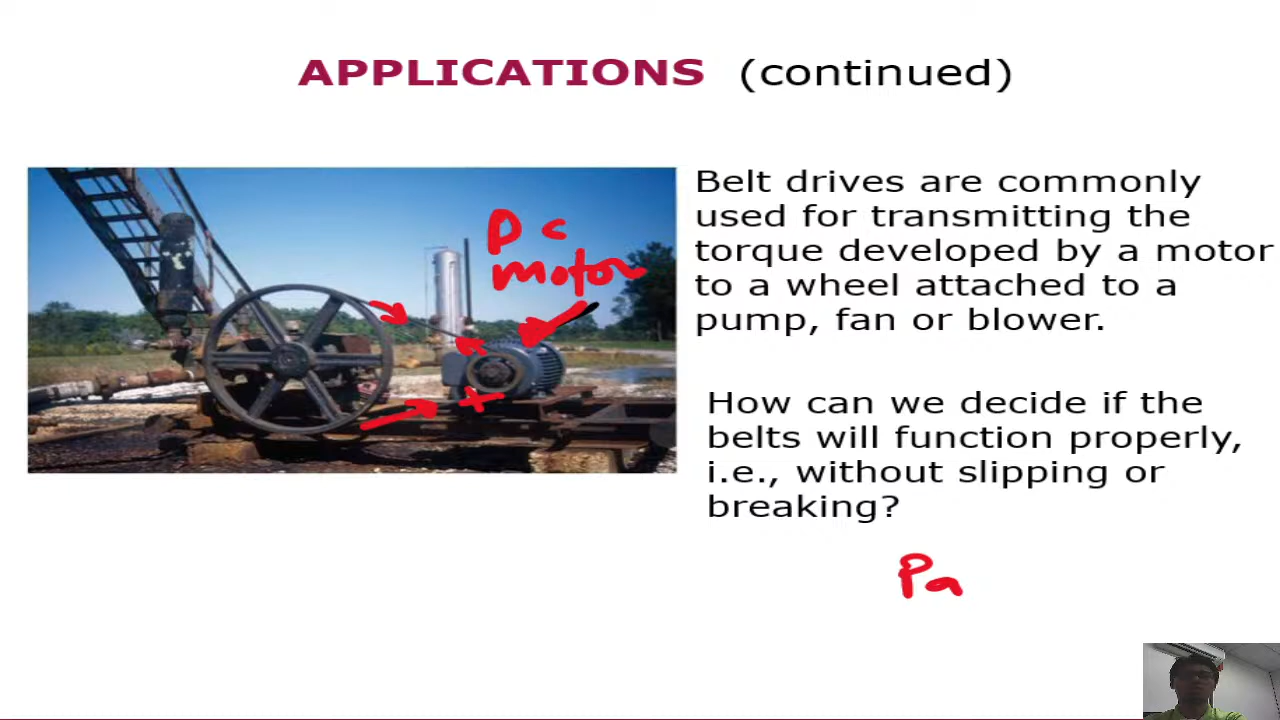 APPLICATIONS (continued)
DC
motor
Belt drives are commonly
used for transmitting the
torque developed by a motor
to a wheel attached to a
pump, fan or blower.
How can we decide if the
belts will function properly,
i.e., without slipping or
breaking?
Pa